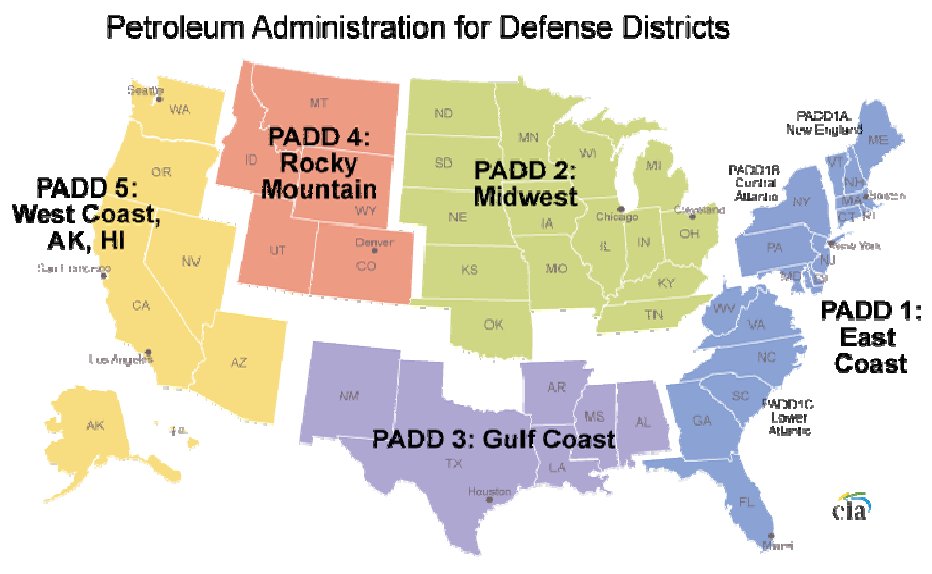 Petroleum Administration for Defense Districts
PADD 5:
West Coast,
AK, HI
Seattle
WA
OR
San Francisco
NV
CA
Los Angeles
AZ
AK
PADD 4:
Rocky
Mountain
MT
ID
WY
UT
Denver
CO
PADD 2:
Midwest
ND
MN
SD
WI
MI
NE
IA
Chicago
Cleveland
IL
IN
OH
KS
MO
KY
OK
TN
PADD 3: Gulf Coast
NM
AR
MS
AL
TX
LA
Houston
PADD 1:
East
Coast
PADD1A:
New England
ME
VT
NH
PADD1B
Central
Atlantic
NY
MA
Boston
CT
RI
PA
New York
NJ
MD
WV
VA
NC
SC
PADD1C
Lower
Atlantic
GA
FL
Miami
eia